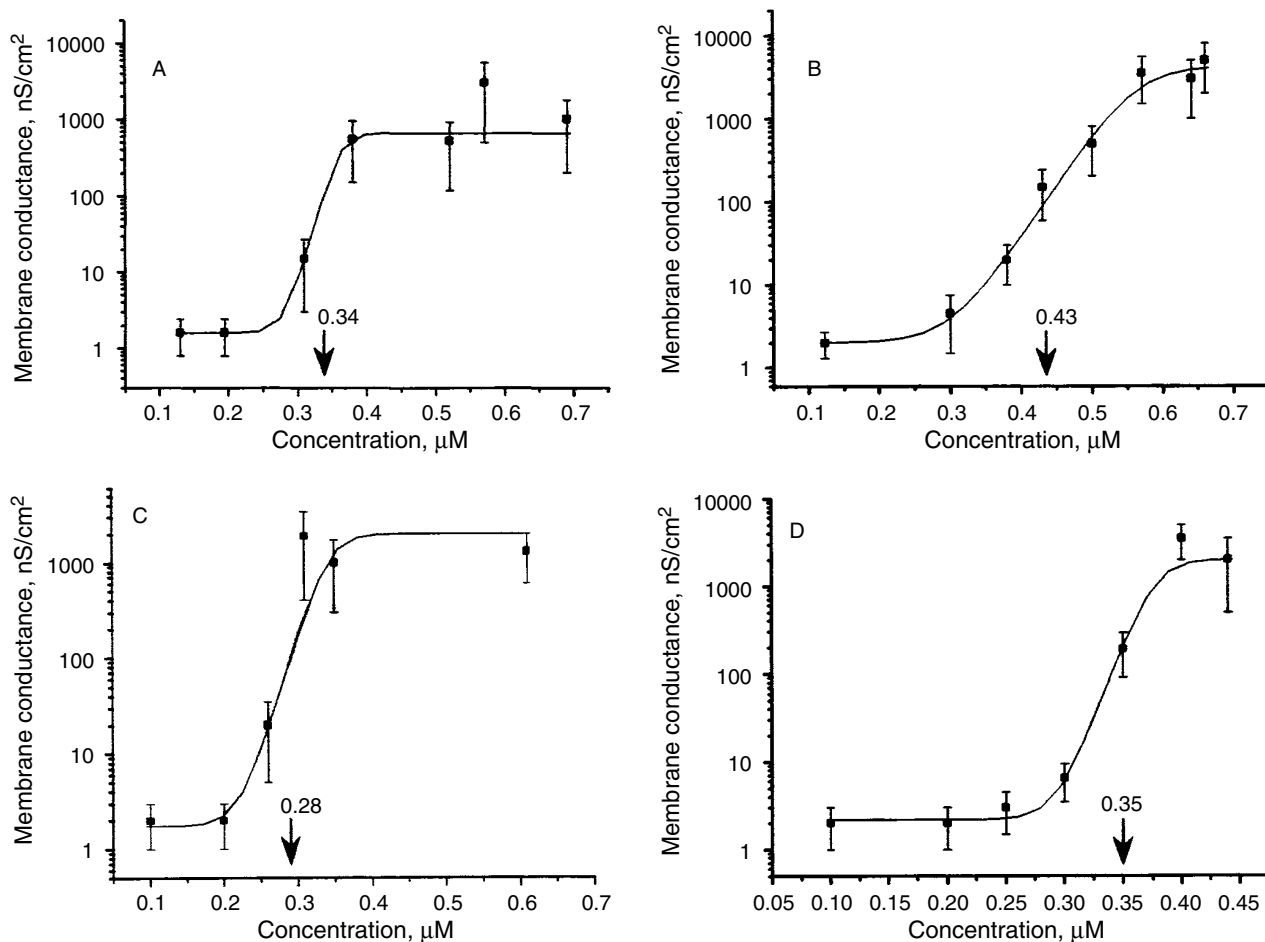 A
Membrane conductance, nS/cm²
10000
1000
100
10
1
0.34
0.1 0.2 0.3 0.4 0.5 0.6 0.7
Concentration, μM
B
Membrane conductance, nS/cm²
10000
1000
100
10
1
0.43
0.1 0.2 0.3 0.4 0.5 0.6 0.7
Concentration, μM
C
Membrane conductance, nS/cm²
1000
100
10
1
0.28
0.1 0.2 0.3 0.4 0.5 0.6 0.7
Concentration, μM
D
Membrane conductance, nS/cm²
10000
1000
100
10
1
0.35
0.05 0.10 0.15 0.20 0.25 0.30 0.35 0.40 0.45
Concentration, μM